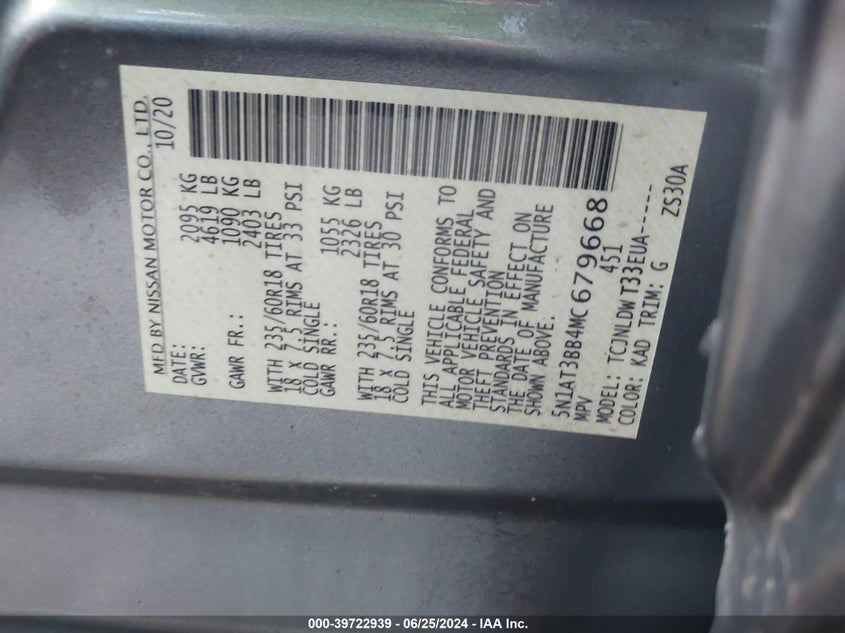 MFD BY NISSAN MOTOR CO., LTD.
DATE: 10/20
GVWR: 2095 KG
4619 LB
GAWR FR.: 1090 KG
2403 LB
WITH 235/60R18 TIRES
18 X 7.5 RIMS AT 33 PSI
COLD SINGLE
GAWR RR.: 1055 KG
2326 LB
WITH 235/60R18 TIRES
18 X 7.5 RIMS AT 30 PSI
COLD SINGLE
THIS VEHICLE CONFORMS TO
ALL APPLICABLE FEDERAL
MOTOR VEHICLE SAFETY AND
THEFT PREVENTION
STANDARDS IN EFFECT ON
THE DATE OF MANUFACTURE
SHOWN ABOVE.
5N1AT3BB4MC679668
MPV 451
MODEL: TCJNLDWT33EUA------
COLOR: KAD TRIM: G ZS30A
000-39722939 - 06/25/2024 - IAA Inc.